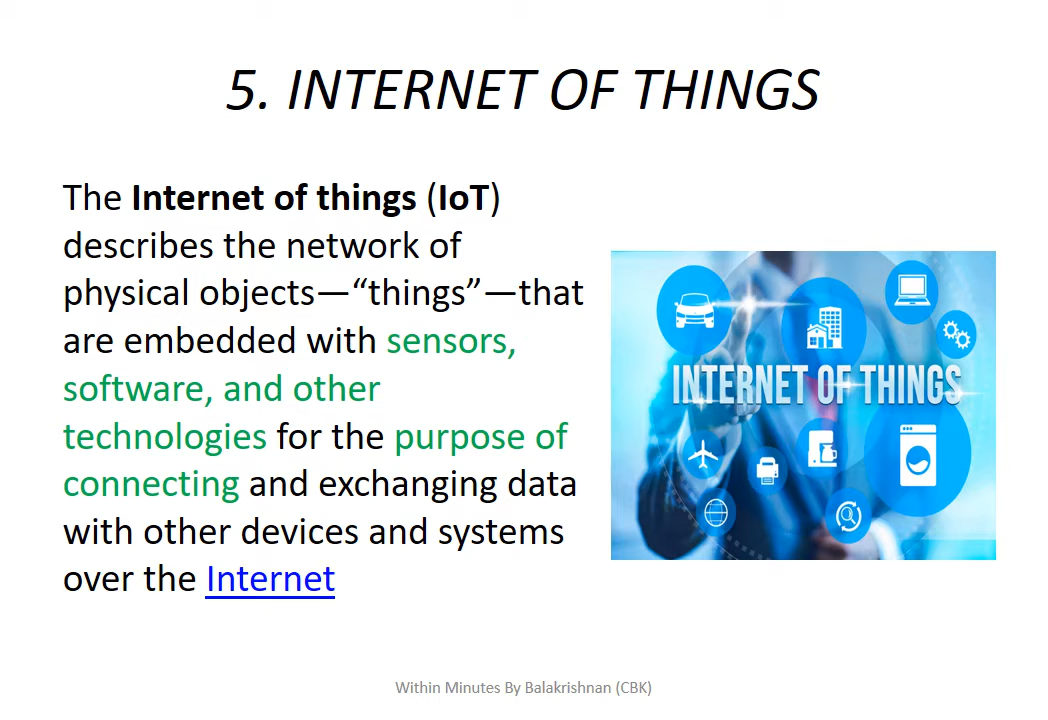 5. INTERNET OF THINGS
The Internet of things (IoT)
describes the network of
physical objects—“things”—that
are embedded with sensors,
software, and other
technologies for the purpose of
connecting and exchanging data
with other devices and systems
over the Internet
INTERNET OF THINGS
Within Minutes By Balakrishnan (CBK)